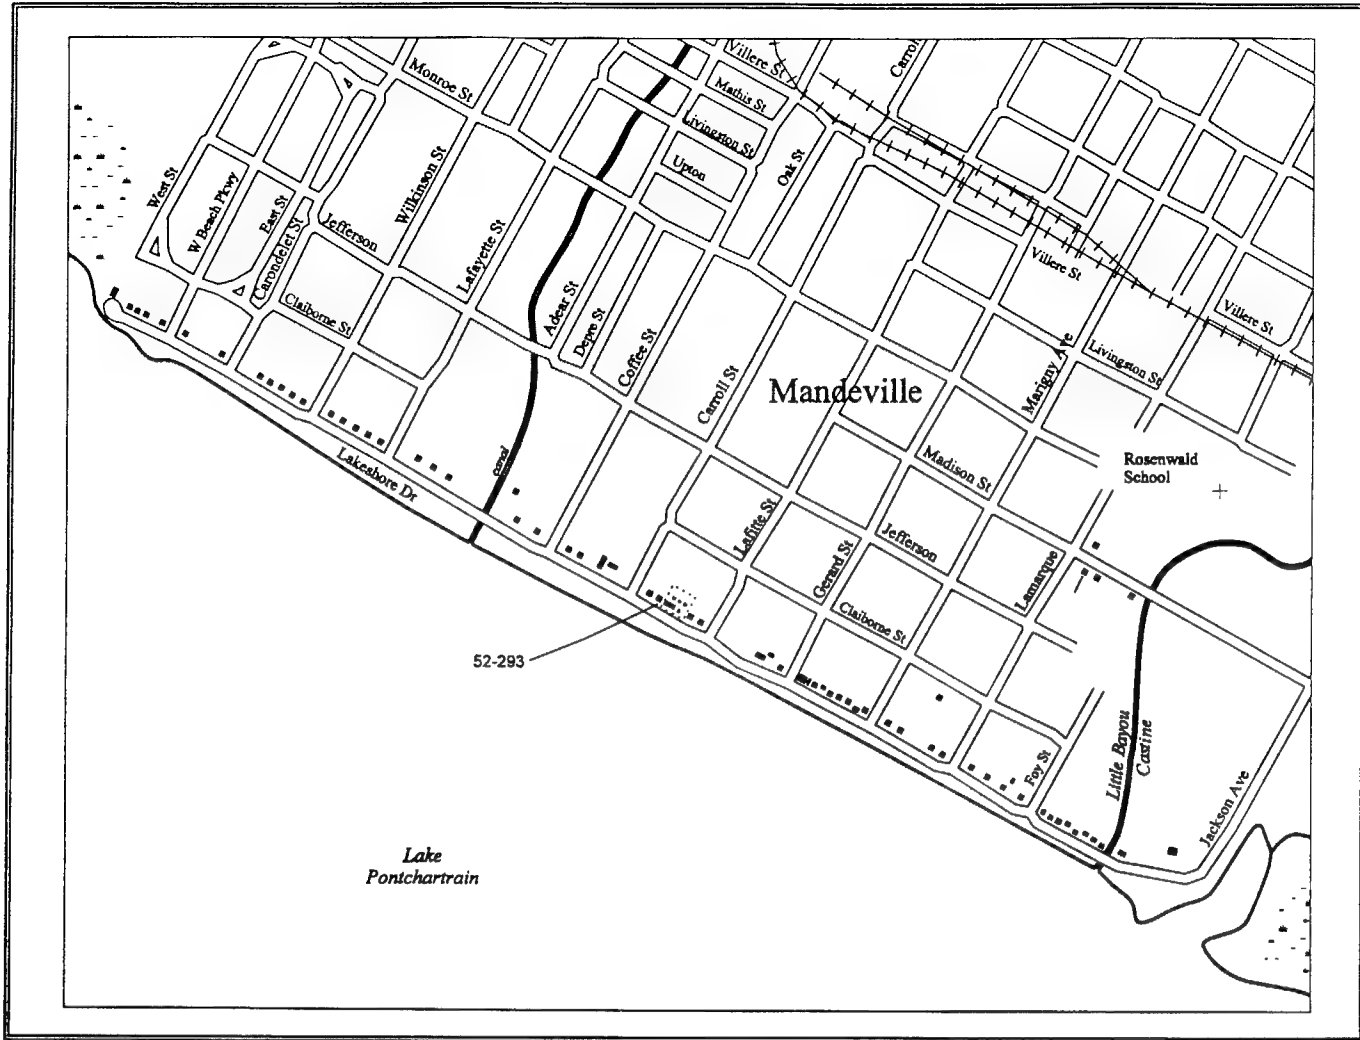 Villere St
Carrol
Monroe St
Mathis St
Livingston St
Upton
Oak St
West St
W Beach Pkwy
East St
Carondelet St
Jefferson
Wilkinson St
Lafayette St
Claiborne St
Adear St
Depre St
Coffee St
Carroll St
Villere St
Villere St
Livingston St
Marigny Ave
Mandeville
Madison St
Rosenwald
School
Lakeshore Dr
canal
Lafitte St
Jefferson
Gerard St
Lamarque
Claiborne St
52-293
Foy St
Little Bayou
Castine
Jackson Ave
Lake
Pontchartrain